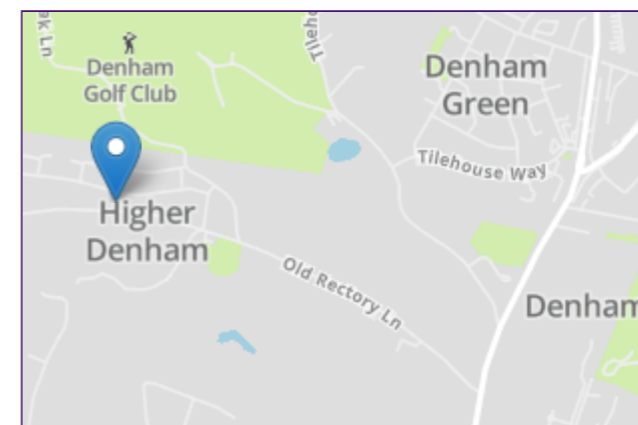 Denham
Golf Club
Denham
Green
Tilehouse Way
Higher
Denham
Old Rectory Ln
Denham